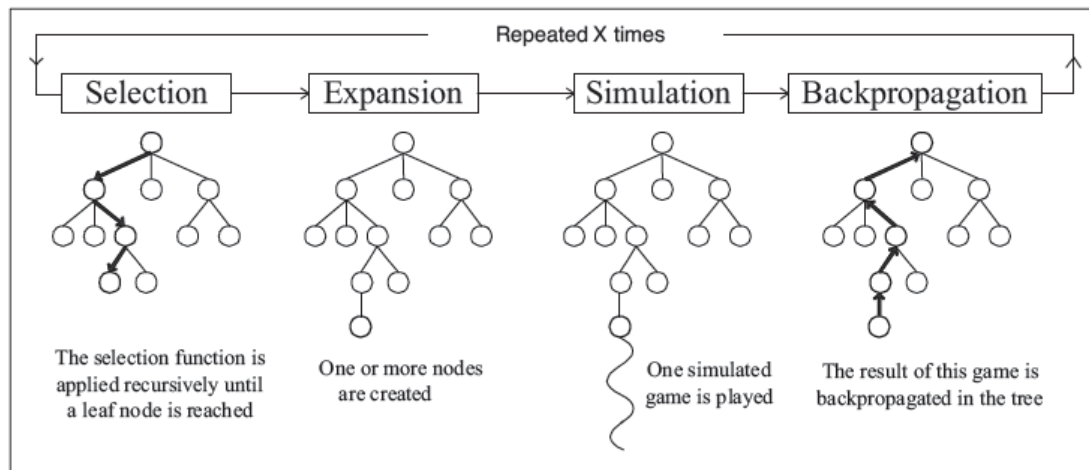 Repeated X times
Selection
Expansion
Simulation
Backpropagation
The selection function is
applied recursively until
a leaf node is reached
One or more nodes
are created
One simulated
game is played
The result of this game is
backpropagated in the tree